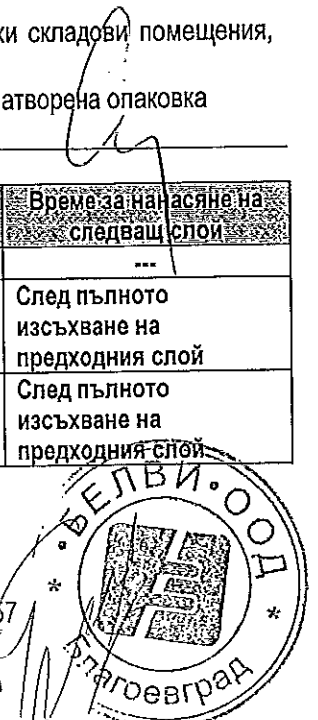 ки складови помещения,
атворена опаковка
Време за нанасяне на
следващ слой
---
След пълното
изсъхване на
предходния слой
След пълното
изсъхване на
предходния слой
БЕЛВИ • ООД
Благоевград
67